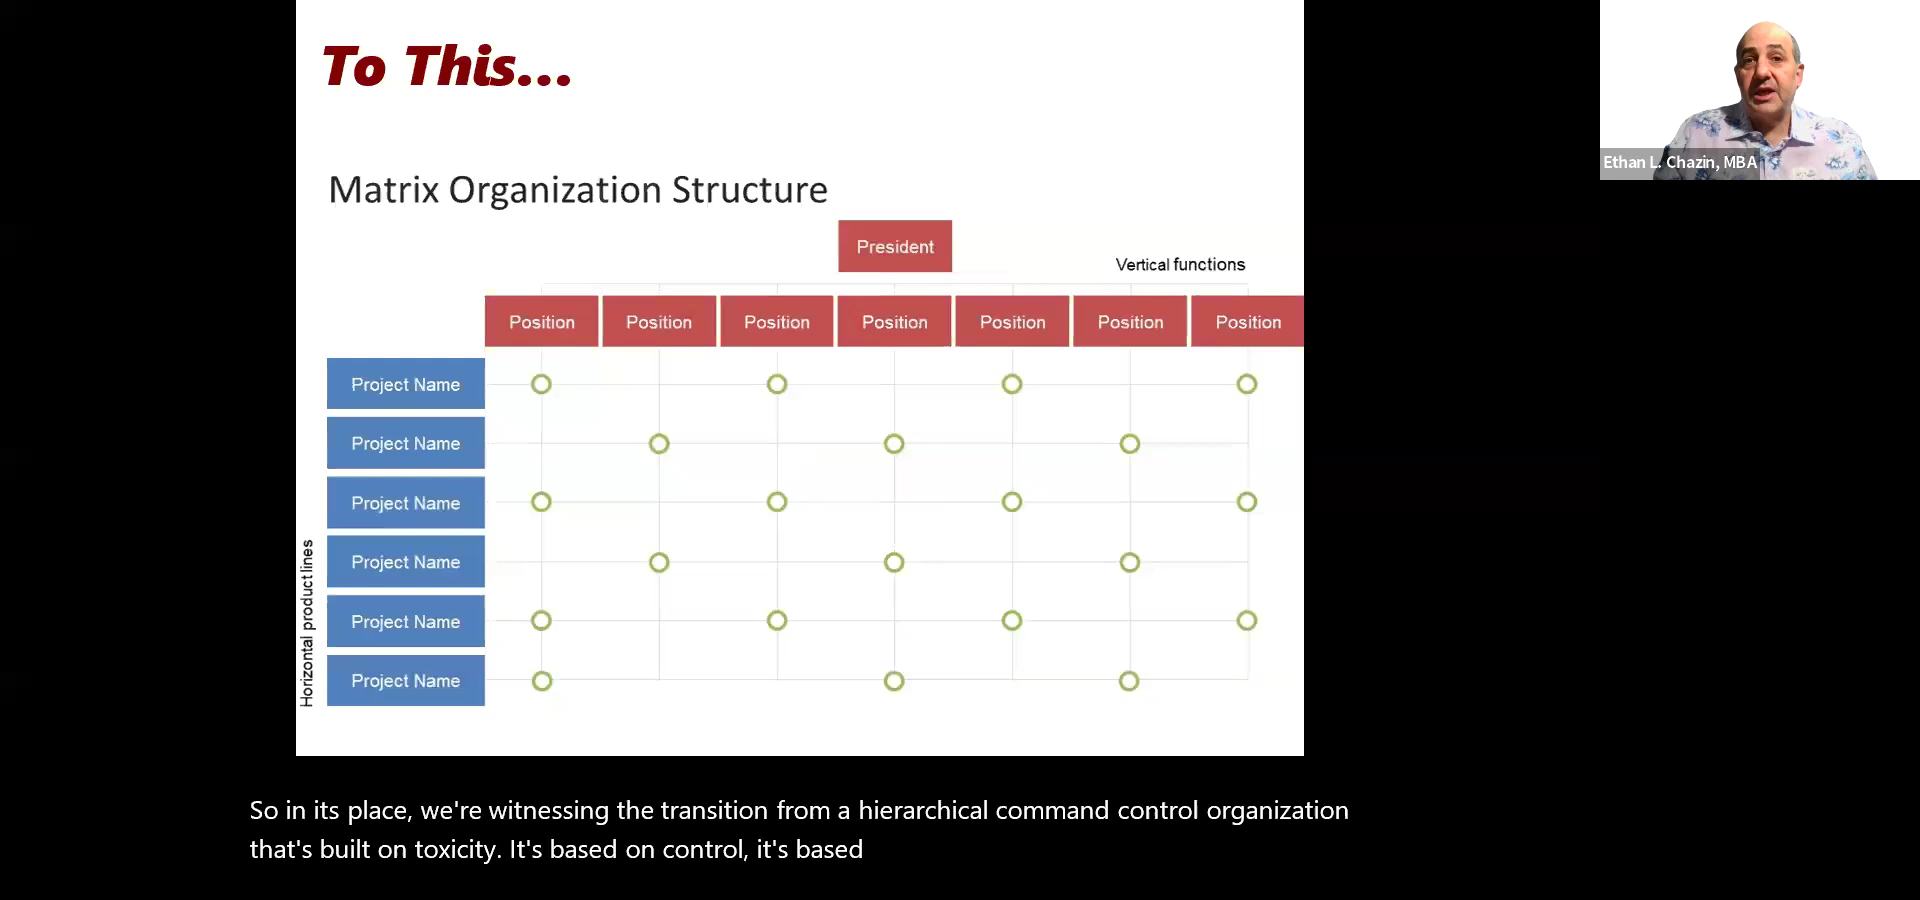 To This...
Matrix Organization Structure
President
Vertical functions
Position Position Position Position Position Position Position
Project Name
Project Name
Project Name
Project Name
Project Name
Project Name
Horizontal product lines
Ethan L. Chazin, MBA
So in its place, we're witnessing the transition from a hierarchical command control organization
that's built on toxicity. It's based on control, it's based